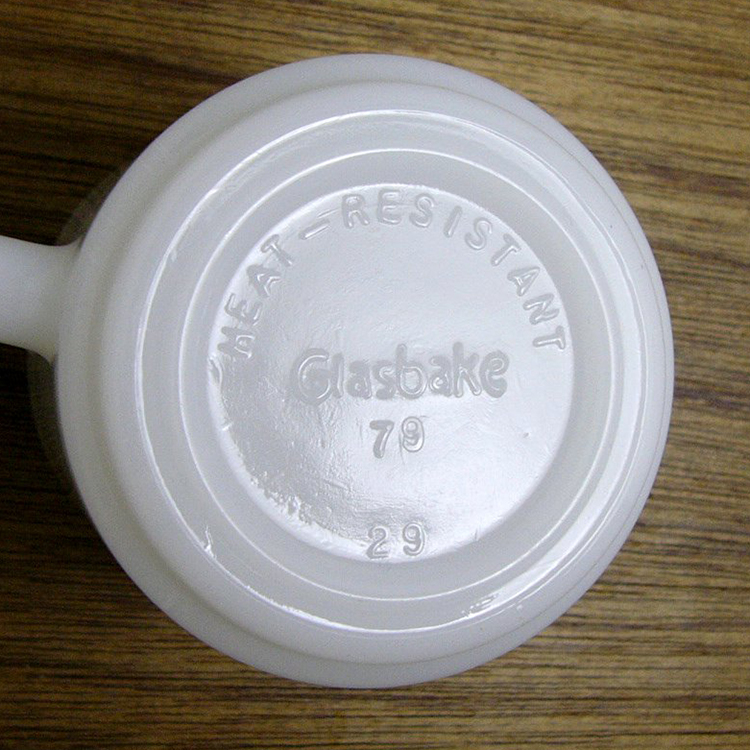 HEAT-RESISTANT
Glasbake
79
29